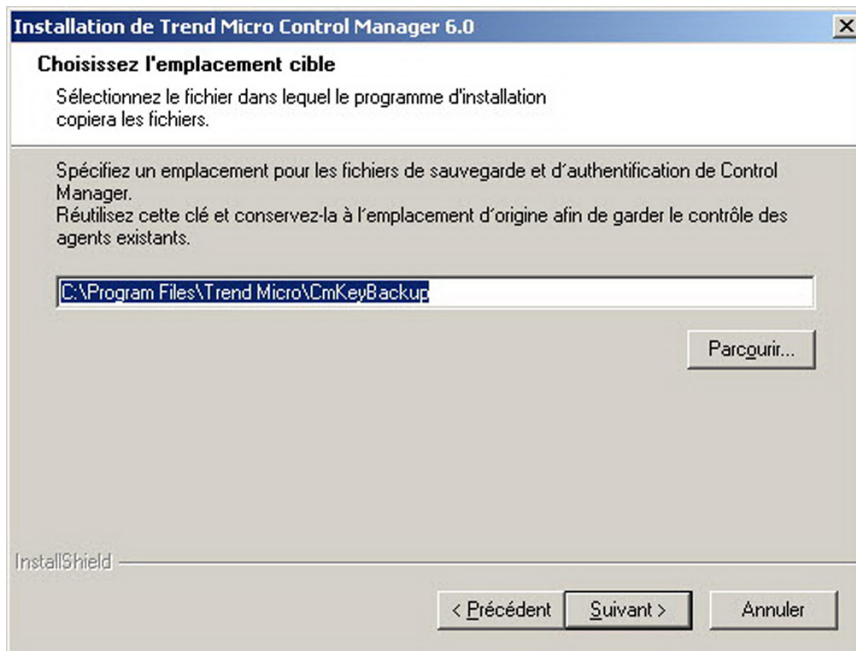 Installation de Trend Micro Control Manager 6.0
Choisissez l'emplacement cible
Sélectionnez le fichier dans lequel le programme d'installation
copiera les fichiers.
Spécifiez un emplacement pour les fichiers de sauvegarde et d´authentification de Control
Manager.
Réutilisez cette clé et conservez-la à l´emplacement d´origine afin de garder le contrôle des
agents existants.
C:\Program Files\Trend Micro\CmKeyBackup
Parcourir...
InstallShield
< Précédent
Suivant >
Annuler